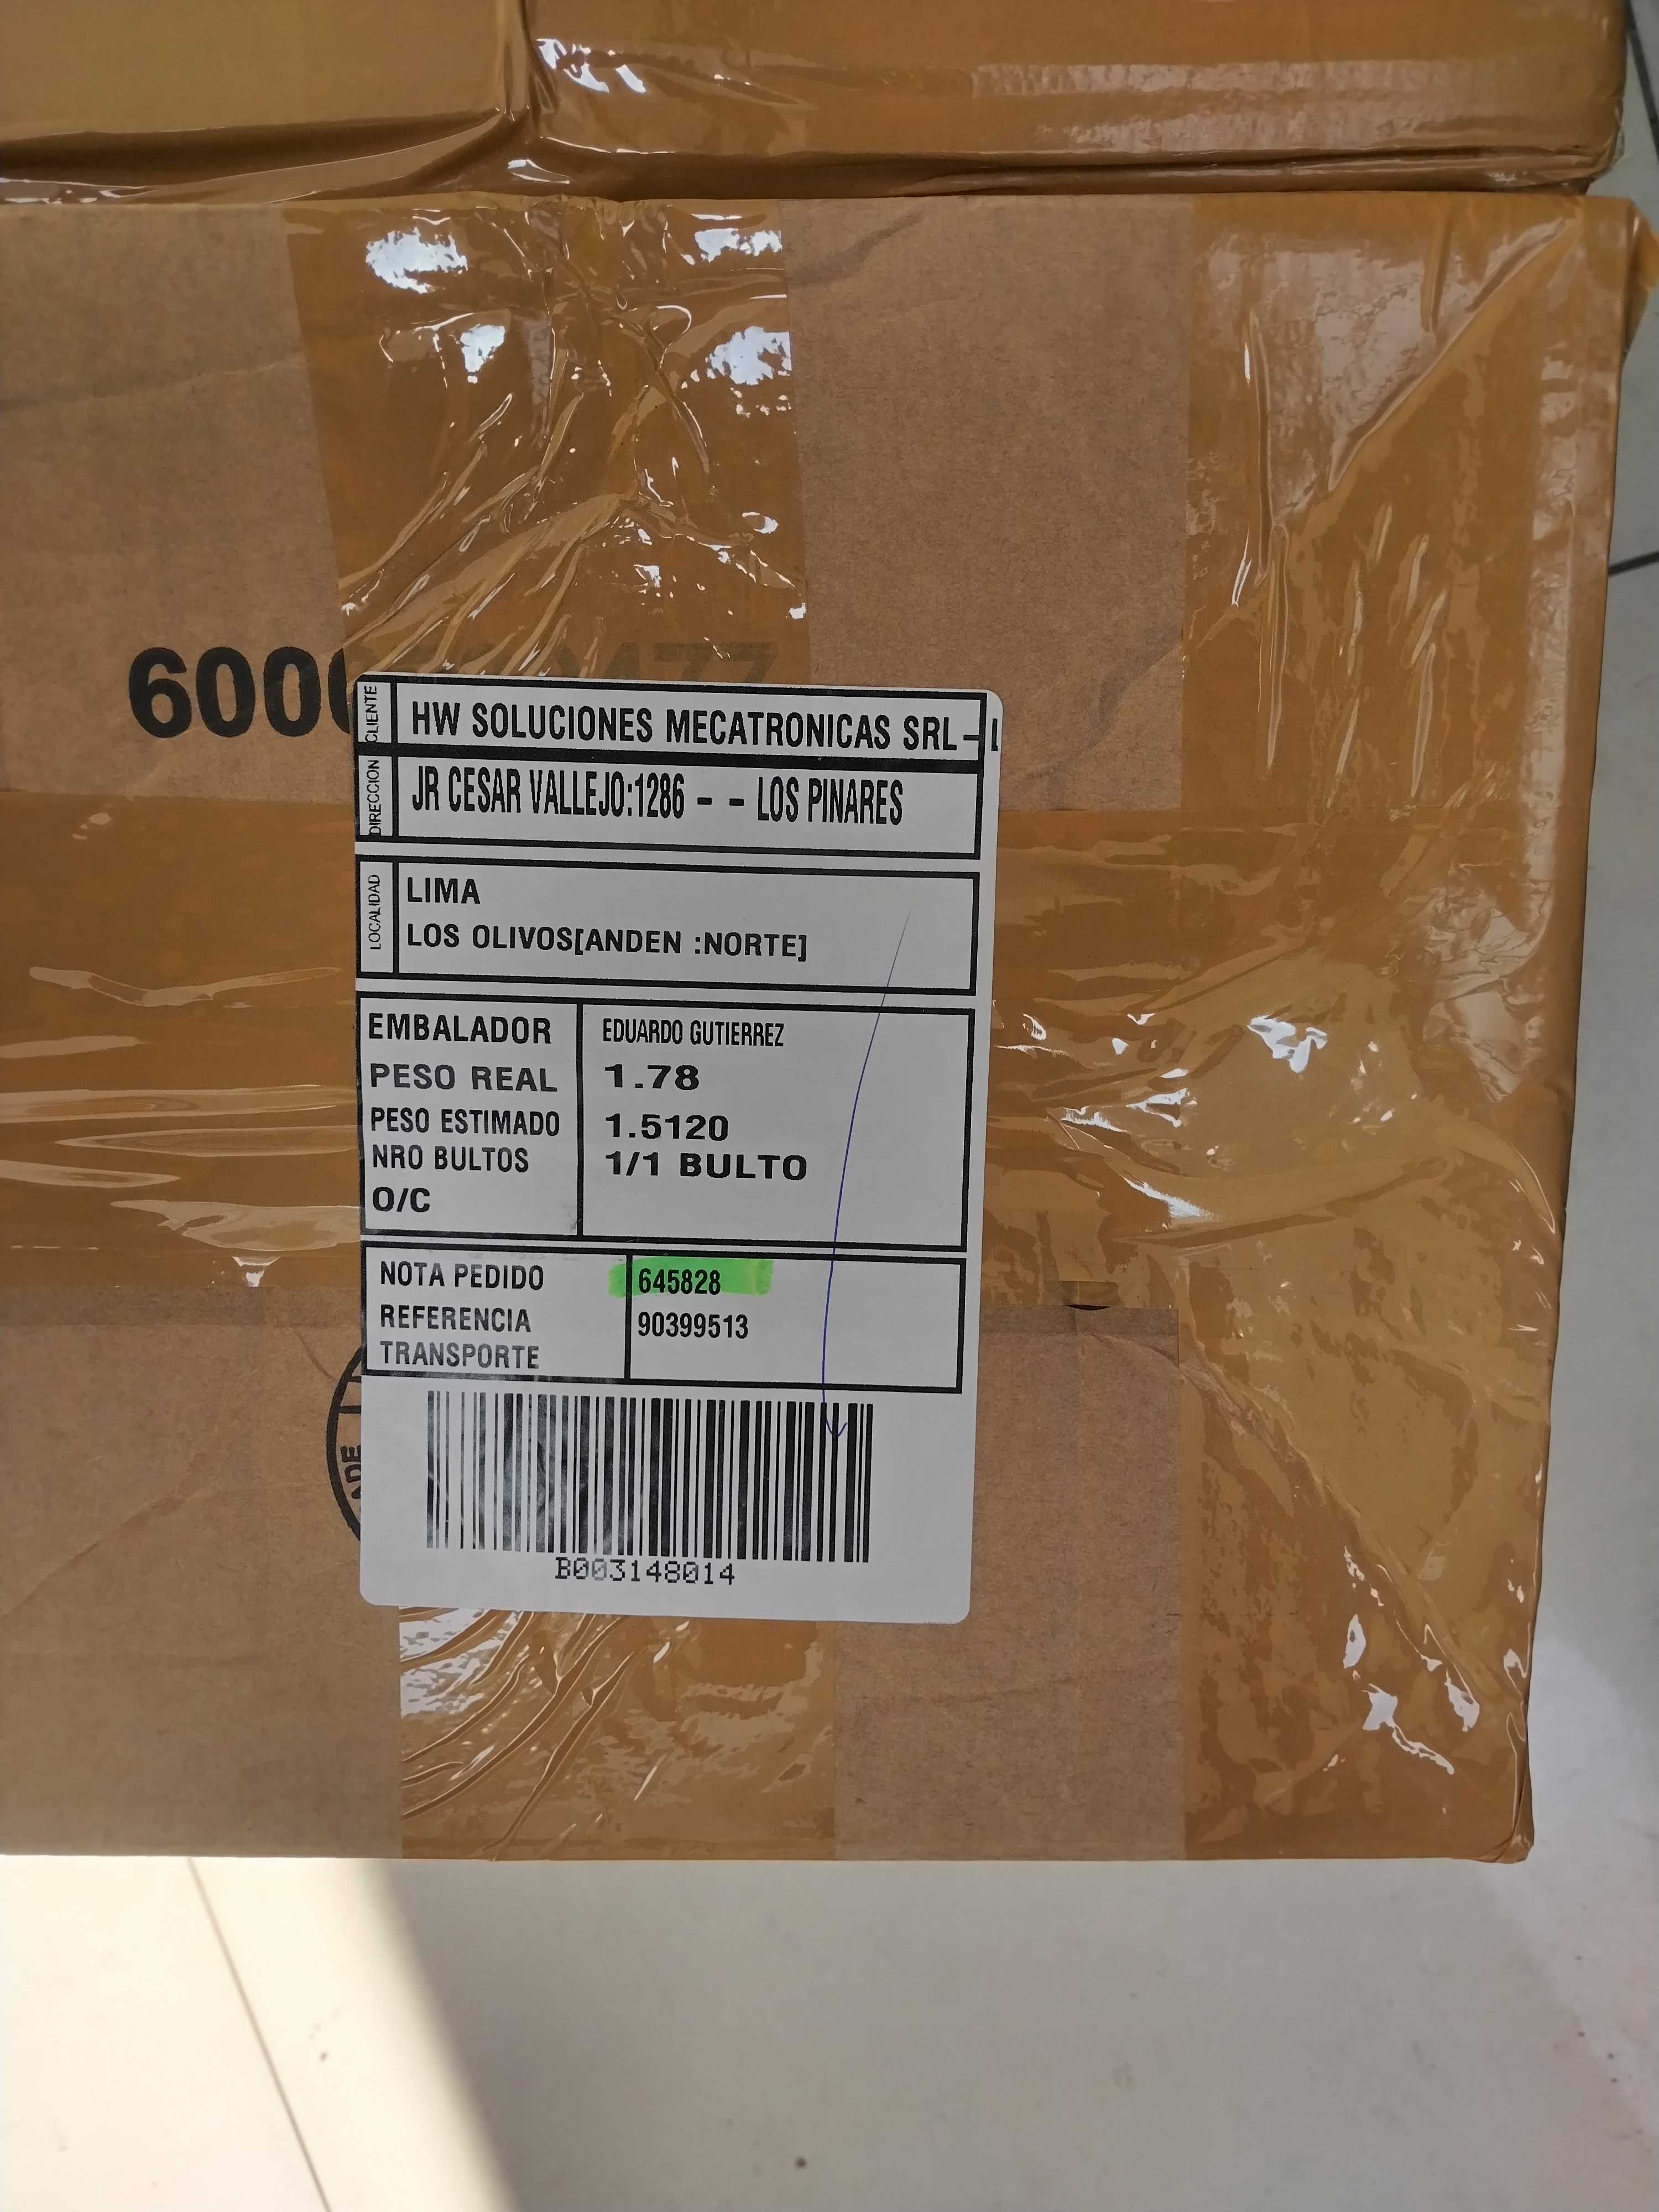 600
CLIENTE
HW SOLUCIONES MECATRONICAS SRL-
DIRECCION
JR CESAR VALLEJO:1286 - - LOS PINARES
LOCALIDAD
LIMA
LOS OLIVOS[ANDEN :NORTE]
EMBALADOR EDUARDO GUTIERREZ
PESO REAL 1.78
PESO ESTIMADO 1.5120
NRO BULTOS 1/1 BULTO
O/C
NOTA PEDIDO 645828
REFERENCIA 90399513
TRANSPORTE
B003148014